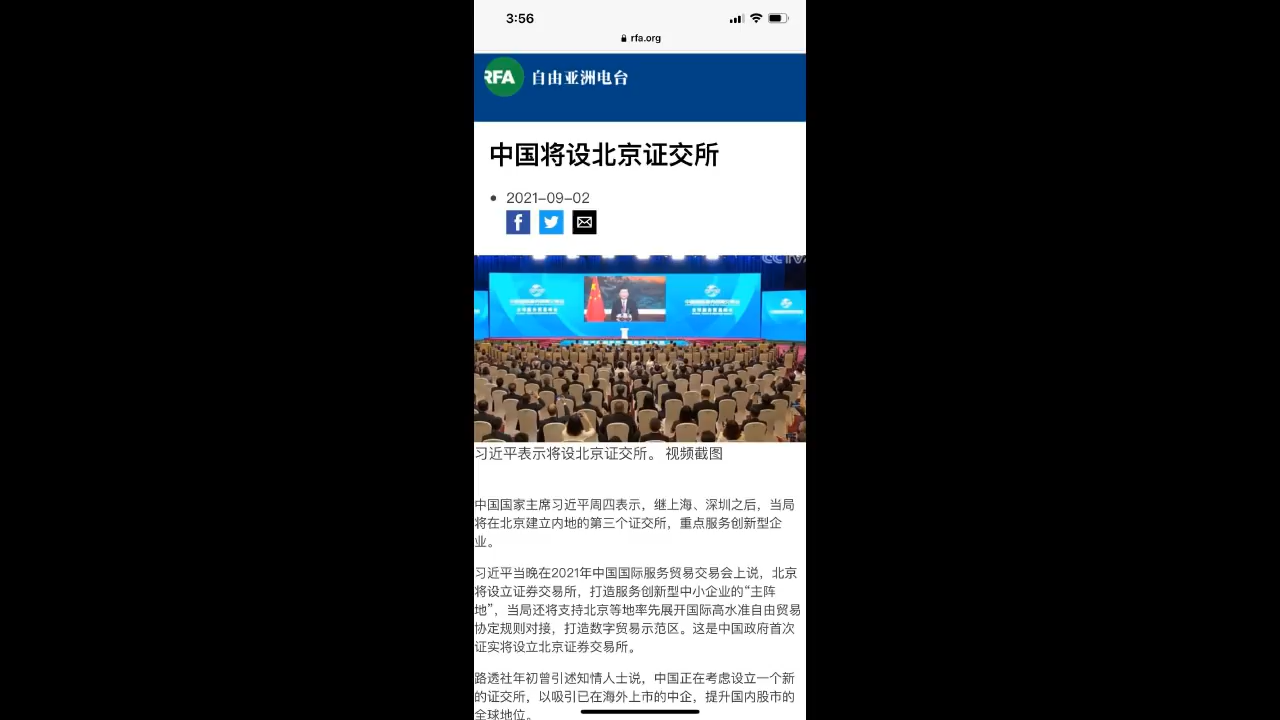 3:56
rfa.org
RFA 自由亚洲电台
中国将设北京证交所
2021-09-02
CCTV
习近平表示将设北京证交所。 视频截图
中国国家主席习近平周四表示，继上海、深圳之后，当局
将在北京建立内地的第三个证交所，重点服务创新型企
业。
习近平当晚在2021年中国国际服务贸易交易会上说，北京
将设立证券交易所，打造服务创新型中小企业的“主阵
地”，当局还将支持北京等地率先展开国际高水准自由贸易
协定规则对接，打造数字贸易示范区。这是中国政府首次
证实将设立北京证券交易所。
路透社年初曾引述知情人士说，中国正在考虑设立一个新
的证交所，以吸引已在海外上市的中企，提升国内股市的
全球地位。